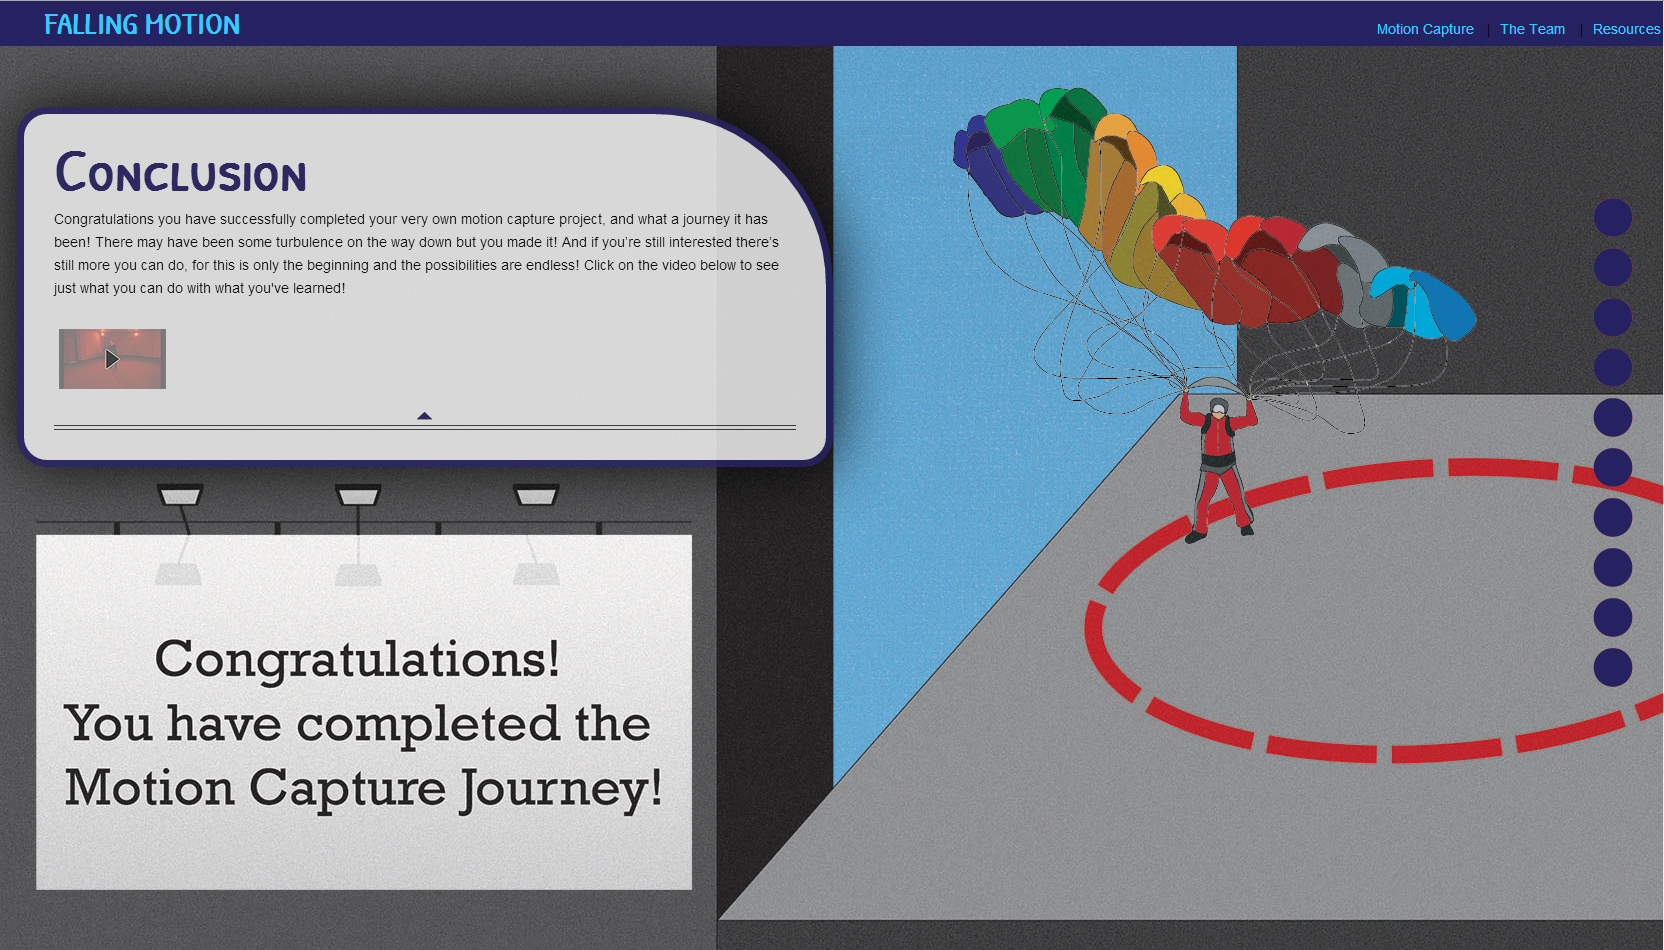 FALLING MOTION
Motion Capture | The Team | Resources
Conclusion
Congratulations you have successfully completed your very own motion capture project, and what a journey it has
been! There may have been some turbulence on the way down but you made it! And if you’re still interested there’s
still more you can do, for this is only the beginning and the possibilities are endless! Click on the video below to see
just what you can do with what you've learned!
Congratulations!
You have completed the
Motion Capture Journey!